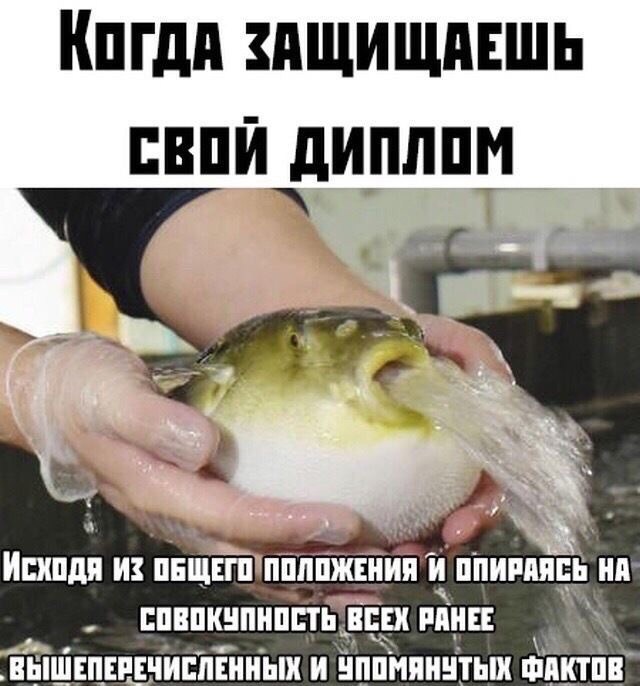 Когда защищаешь
свой диплом
Исходя из общего положения и опираясь на
совокупность всех ранее
вышеперечисленных и упомянутых фактов